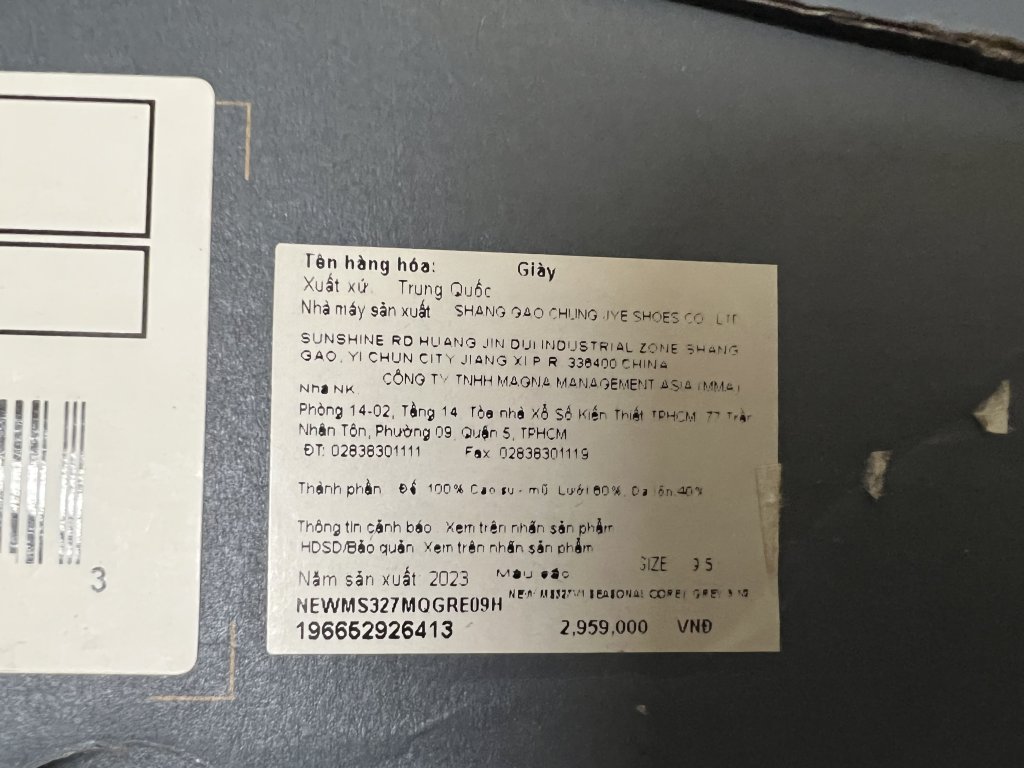 Tên hàng hóa: Giày
Xuất xứ: Trung Quốc
Nhà máy sản xuất SHANG GAO CHUNG JYE SHOES CO LTD
SUNSHINE RD HUANG JIN DUI INDUSTRIAL ZONE SHANG
GAO, YI CHUN CITY JIANG XI P R. 336400 CHINA
Nhà NK CÔNG TY TNHH MAGNA MANAGEMENT ASIA (MMA)
Phòng 14-02, Tầng 14 Tòa nhà Xổ Số Kiến Thiết TPHCM 77 Trần
Nhân Tôn, Phường 09, Quận 5, TPHCM
ĐT: 02838301111 Fax 02838301119
Thành phần Đế 100% Cao su - mũ Lưới 60%, Da lộn 40%
Thông tin cảnh báo Xem trên nhãn sản phẩm
HDSD/Bảo quản Xem trên nhãn sản phẩm
SIZE 9.5
Năm sản xuất 2023 Màu sắc
NEWMS327MQGRE09H SEASONAL GREY
196652926413 2,959,000 VNĐ
3